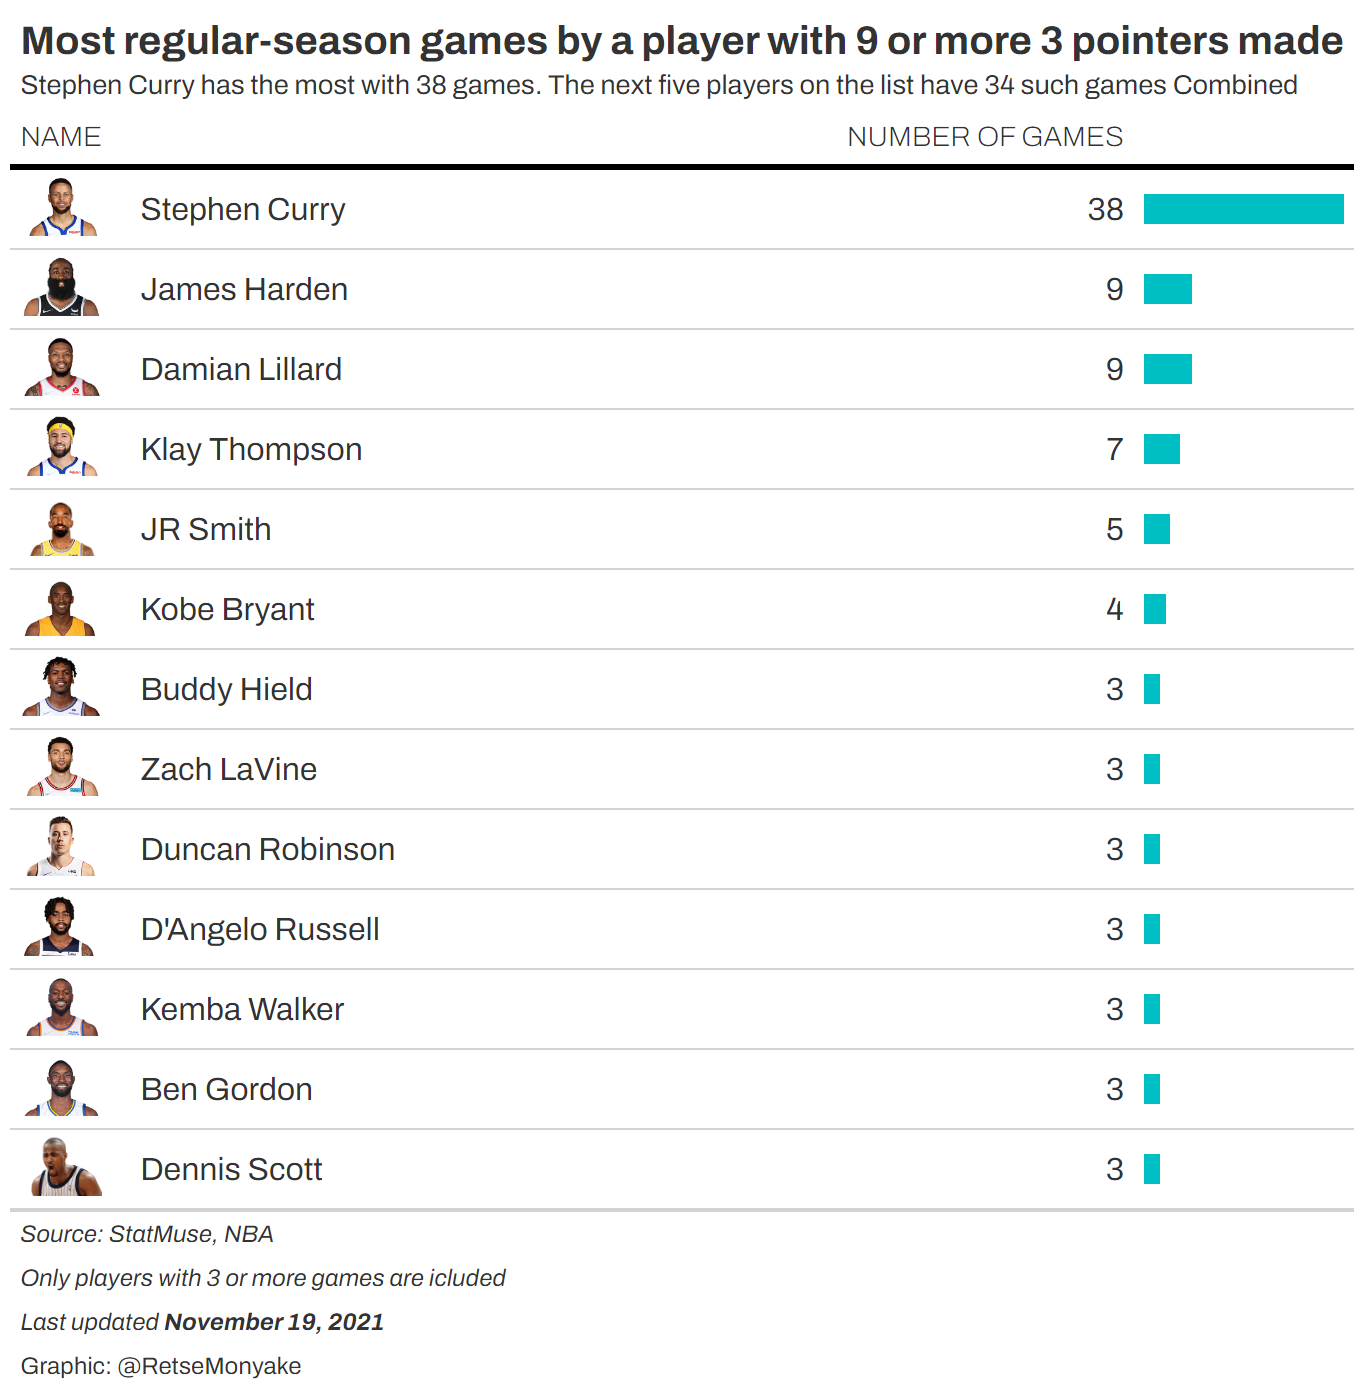 Most regular-season games by a player with 9 or more 3 pointers made
Stephen Curry has the most with 38 games. The next five players on the list have 34 such games Combined
NAME NUMBER OF GAMES
Stephen Curry 38
James Harden 9
Damian Lillard 9
Klay Thompson 7
JR Smith 5
Kobe Bryant 4
Buddy Hield 3
Zach LaVine 3
Duncan Robinson 3
D'Angelo Russell 3
Kemba Walker 3
Ben Gordon 3
Dennis Scott 3
Source: StatMuse, NBA
Only players with 3 or more games are icluded
Last updated November 19, 2021
Graphic: @RetseMonyake